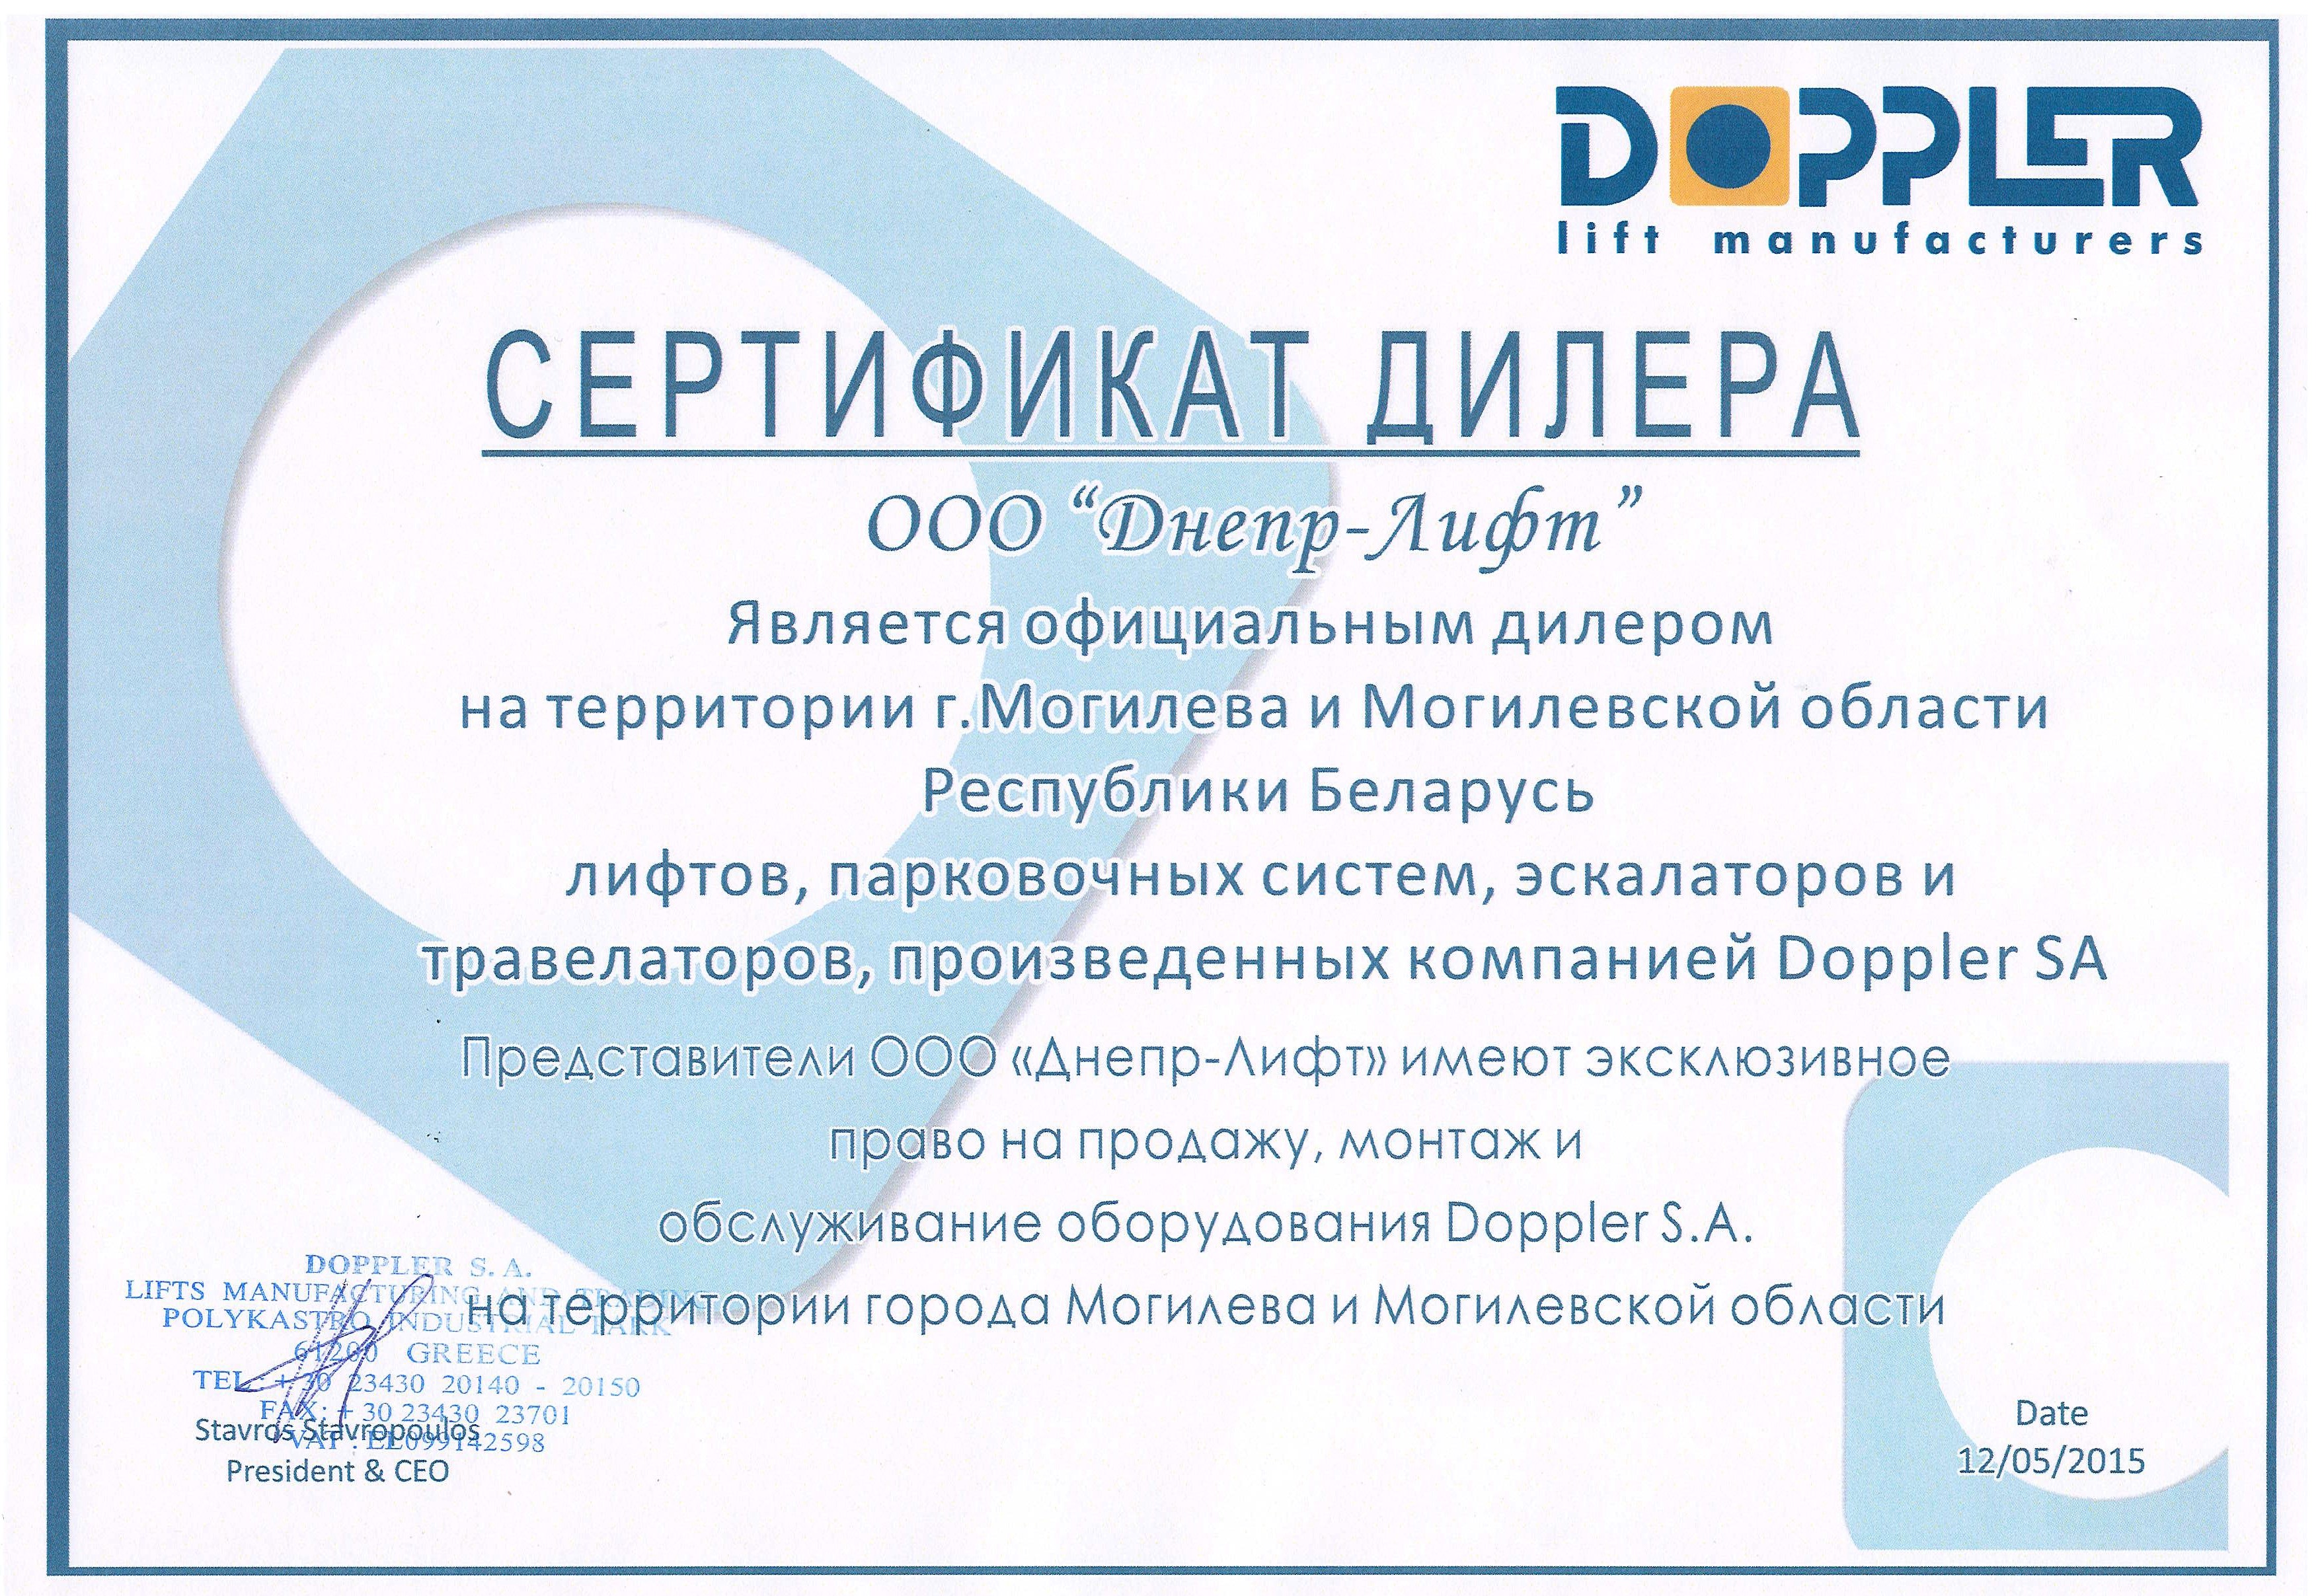 DOPPLER
lift manufacturers
СЕРТИФИКАТ ДИЛЕРА
ООО “Днепр-Лифт”
Является официальным дилером
на территории г.Могилева и Могилевской области
Республики Беларусь
лифтов, парковочных систем, эскалаторов и
травелаторов, произведенных компанией Doppler SA
Представители ООО «Днепр-Лифт» имеют эксклюзивное
право на продажу, монтаж и
обслуживание оборудования Doppler S.A.
на территории города Могилева и Могилевской области
DOPPLER S. A.
LIFTS MANUFACTURING AND TRADING
POLYKASTRO INDUSTRIAL PARK
61200 GREECE
TEL: + 30 23430 20140 - 20150
FAX: + 30 23430 23701
VAT : EL099142598
Stavros Stavropoulos
President & CEO
Date
12/05/2015